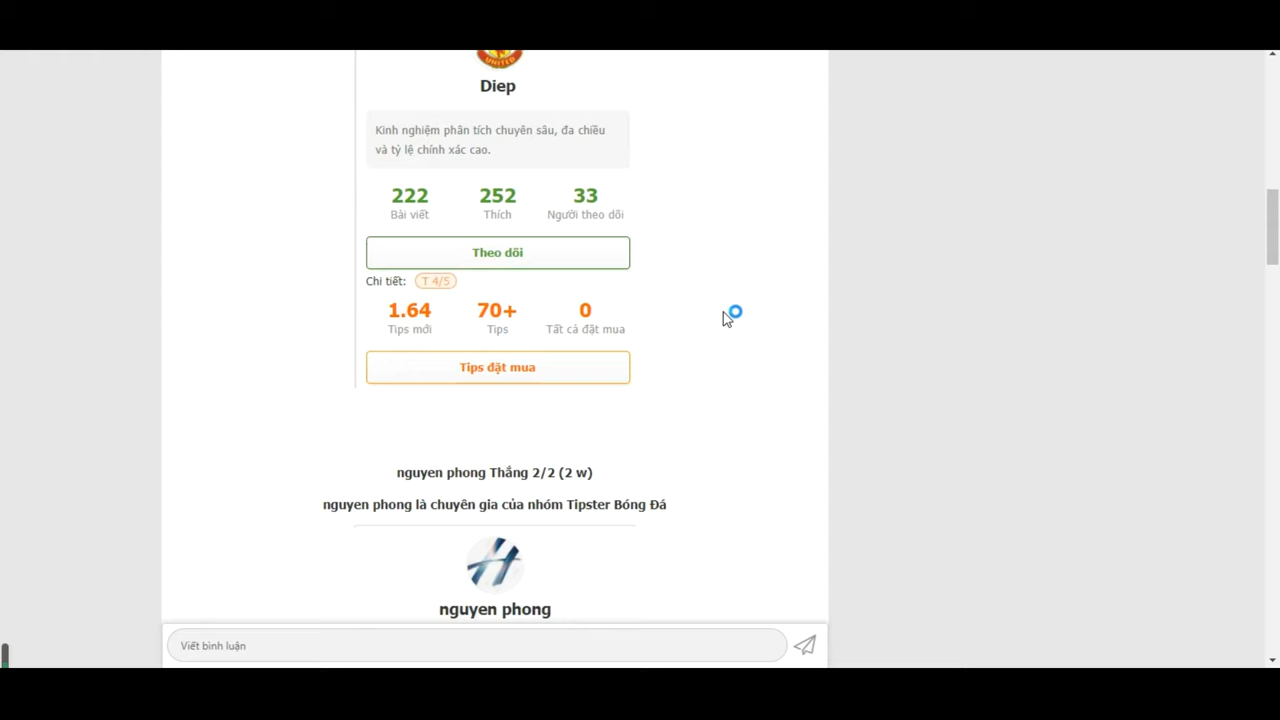 UNITED
Diep
Kinh nghiệm phân tích chuyên sâu, đa chiều
và tỷ lệ chính xác cao.
222 252 33
Bài viết Thích Người theo dõi
Theo dõi
Chi tiết: T 4/5
1.64 70+ 0
Tips mới Tips Tất cả đặt mua
Tips đặt mua
nguyen phong Thắng 2/2 (2 w)
nguyen phong là chuyên gia của nhóm Tipster Bóng Đá
nguyen phong
Viết bình luận